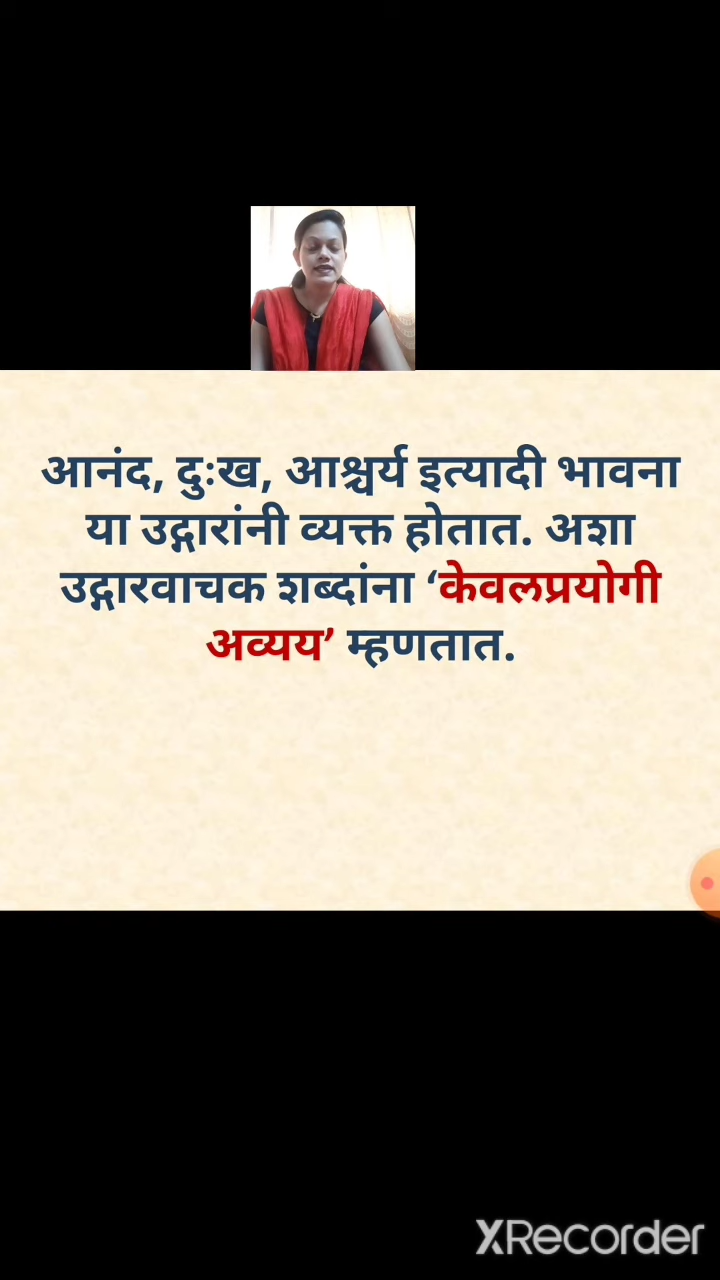 आनंद, दुःख, आश्चर्य इत्यादी भावना
या उद्गारांनी व्यक्त होतात. अशा
उद्गारवाचक शब्दांना ‘केवलप्रयोगी
अव्यय’ म्हणतात.
XRecorder